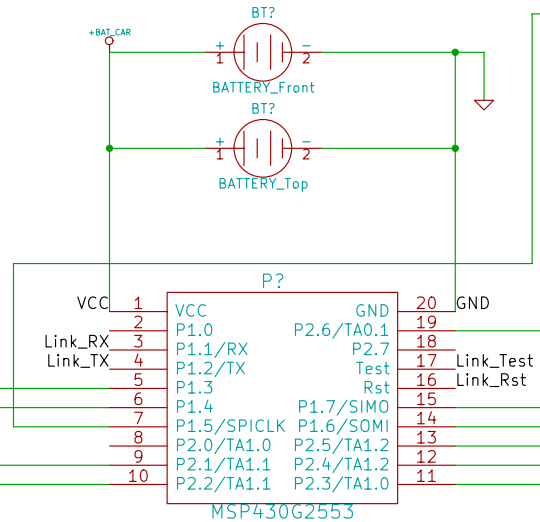 BT?
+BAT_CAR
+ 1 − 2
BATTERY_Front
BT?
+ 1 − 2
BATTERY_Top
P?
VCC 1 VCC GND 20 GND
2 P1.0 P2.6/TA0.1 19
Link_RX 3 P1.1/RX P2.7 18
Link_TX 4 P1.2/TX Test 17 Link_Test
5 P1.3 Rst 16 Link_Rst
6 P1.4 P1.7/SIMO 15
7 P1.5/SPICLK P1.6/SOMI 14
8 P2.0/TA1.0 P2.5/TA1.2 13
9 P2.1/TA1.1 P2.4/TA1.2 12
10 P2.2/TA1.1 P2.3/TA1.0 11
MSP430G2553